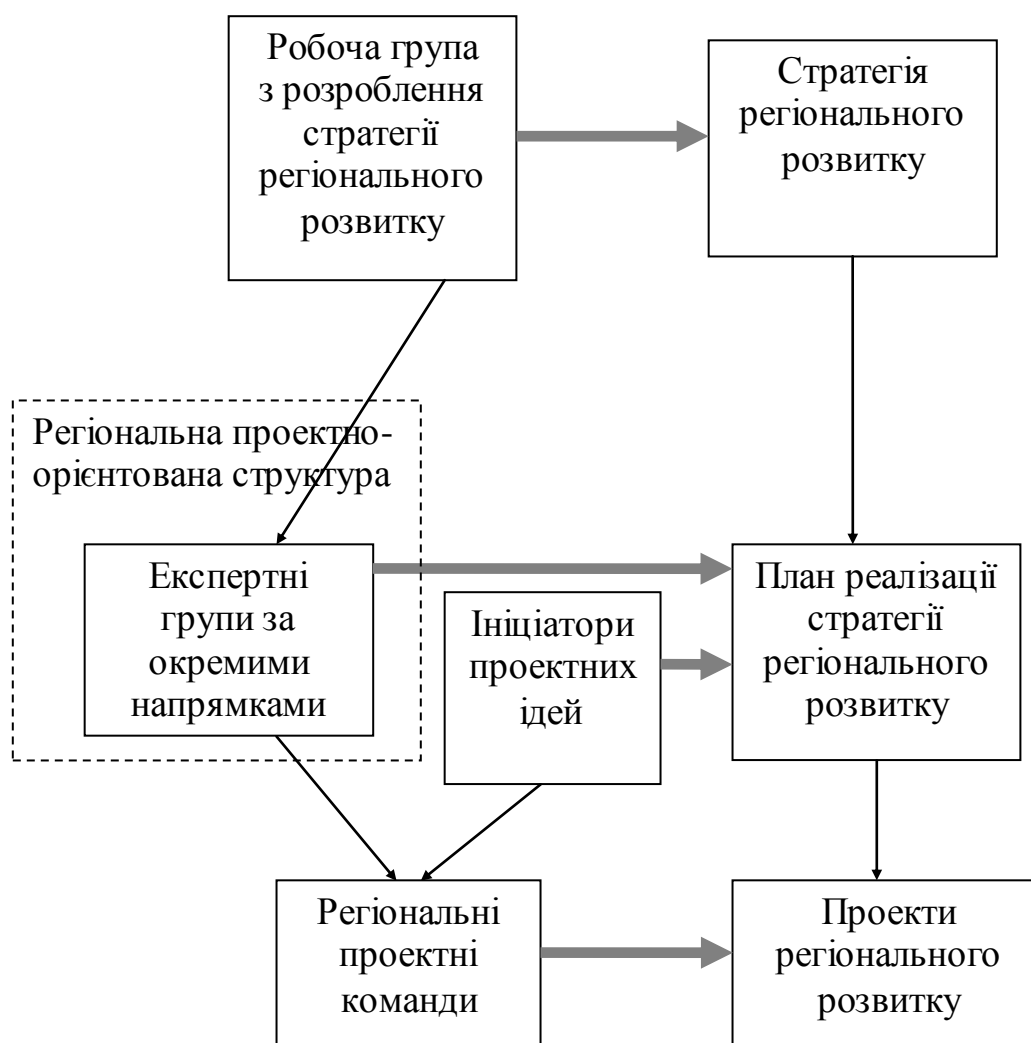 Робоча група
з розроблення
стратегії
регіонального
розвитку
Стратегія
регіонального
розвитку
Регіональна проектно-
орієнтована структура
Експертні
групи за
окремими
напрямками
Ініціатори
проектних
ідей
План реалізації
стратегії
регіонального
розвитку
Регіональні
проектні
команди
Проекти
регіонального
розвитку